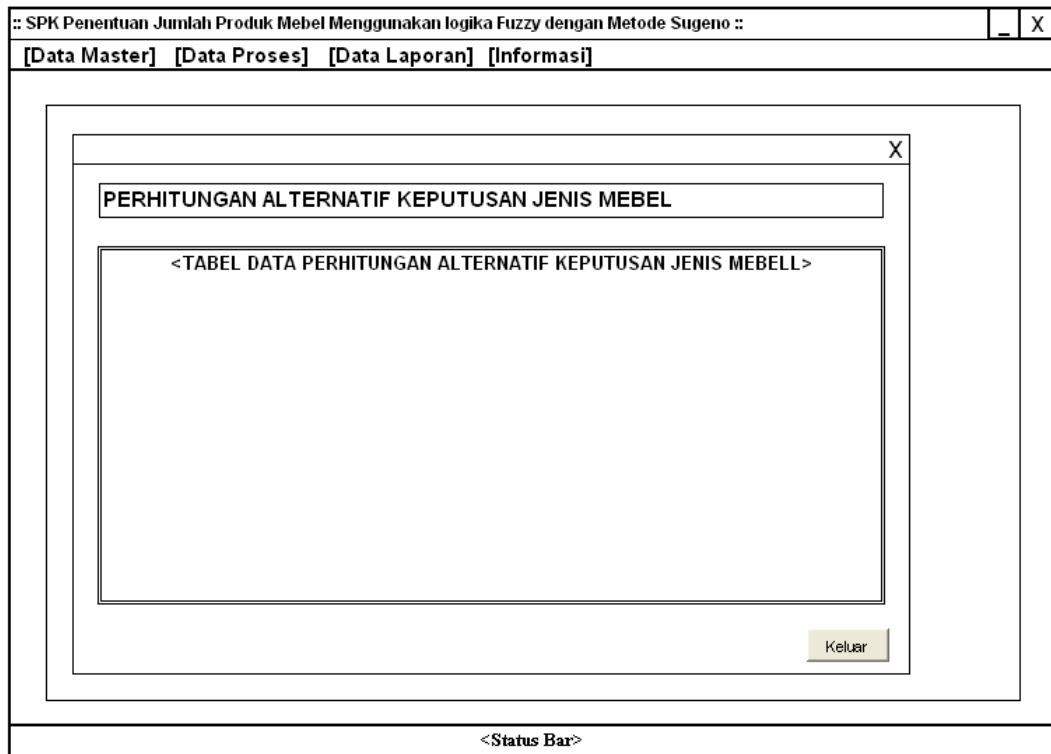 :: SPK Penentuan Jumlah Produk Mebel Menggunakan logika Fuzzy dengan Metode Sugeno :: _ X
[Data Master] [Data Proses] [Data Laporan] [Informasi]
X
PERHITUNGAN ALTERNATIF KEPUTUSAN JENIS MEBEL
<TABEL DATA PERHITUNGAN ALTERNATIF KEPUTUSAN JENIS MEBELL>
Keluar
<Status Bar>